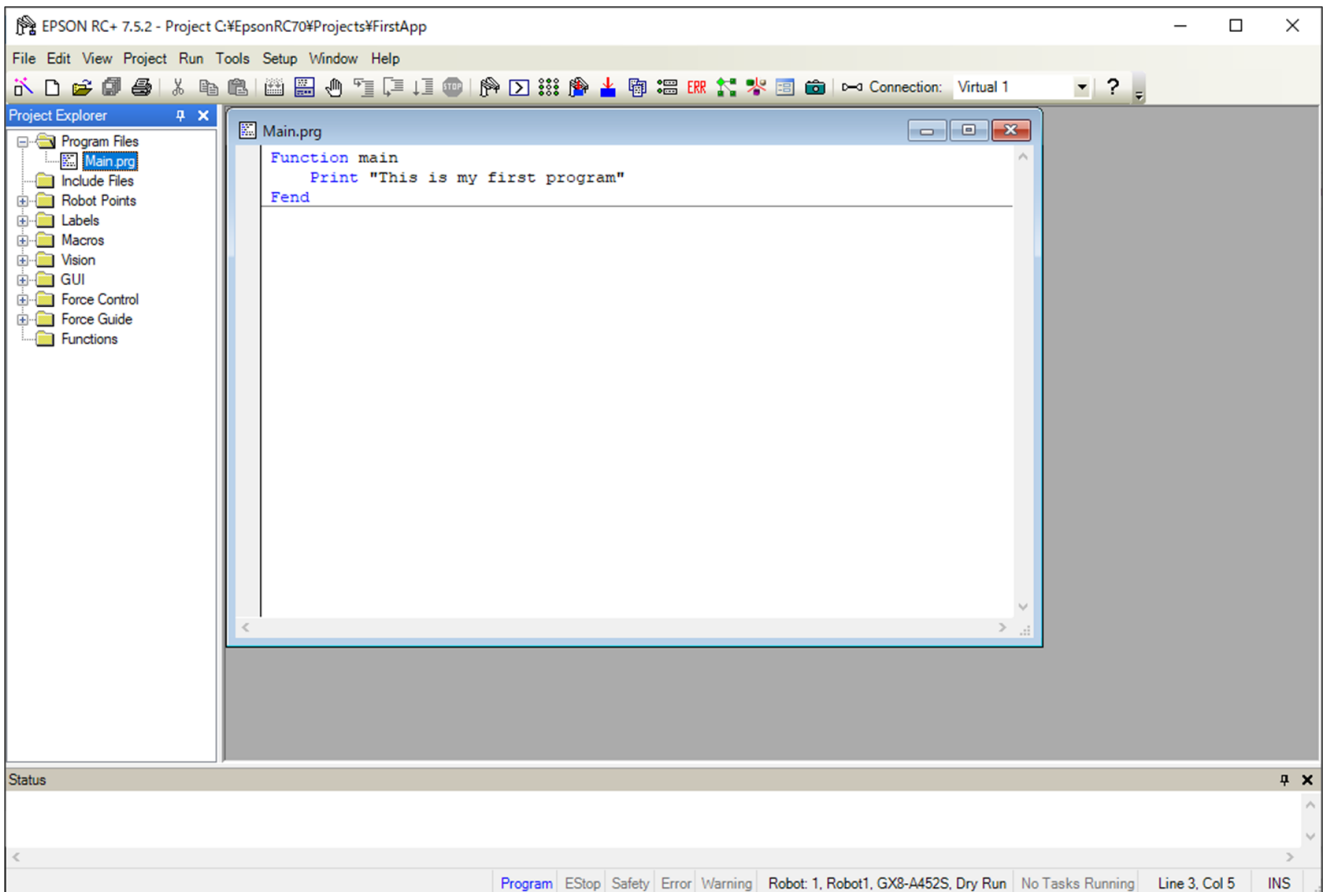 EPSON RC+ 7.5.2 - Project C:¥EpsonRC70¥Projects¥FirstApp
File Edit View Project Run Tools Setup Window Help
STOP ERR Connection: Virtual 1 ?
Project Explorer
Program Files
Main.prg
Include Files
Robot Points
Labels
Macros
Vision
GUI
Force Control
Force Guide
Functions
Main.prg
Function main
Print "This is my first program"
Fend
Status
Program EStop Safety Error Warning Robot: 1, Robot1, GX8-A452S, Dry Run No Tasks Running Line 3, Col 5 INS